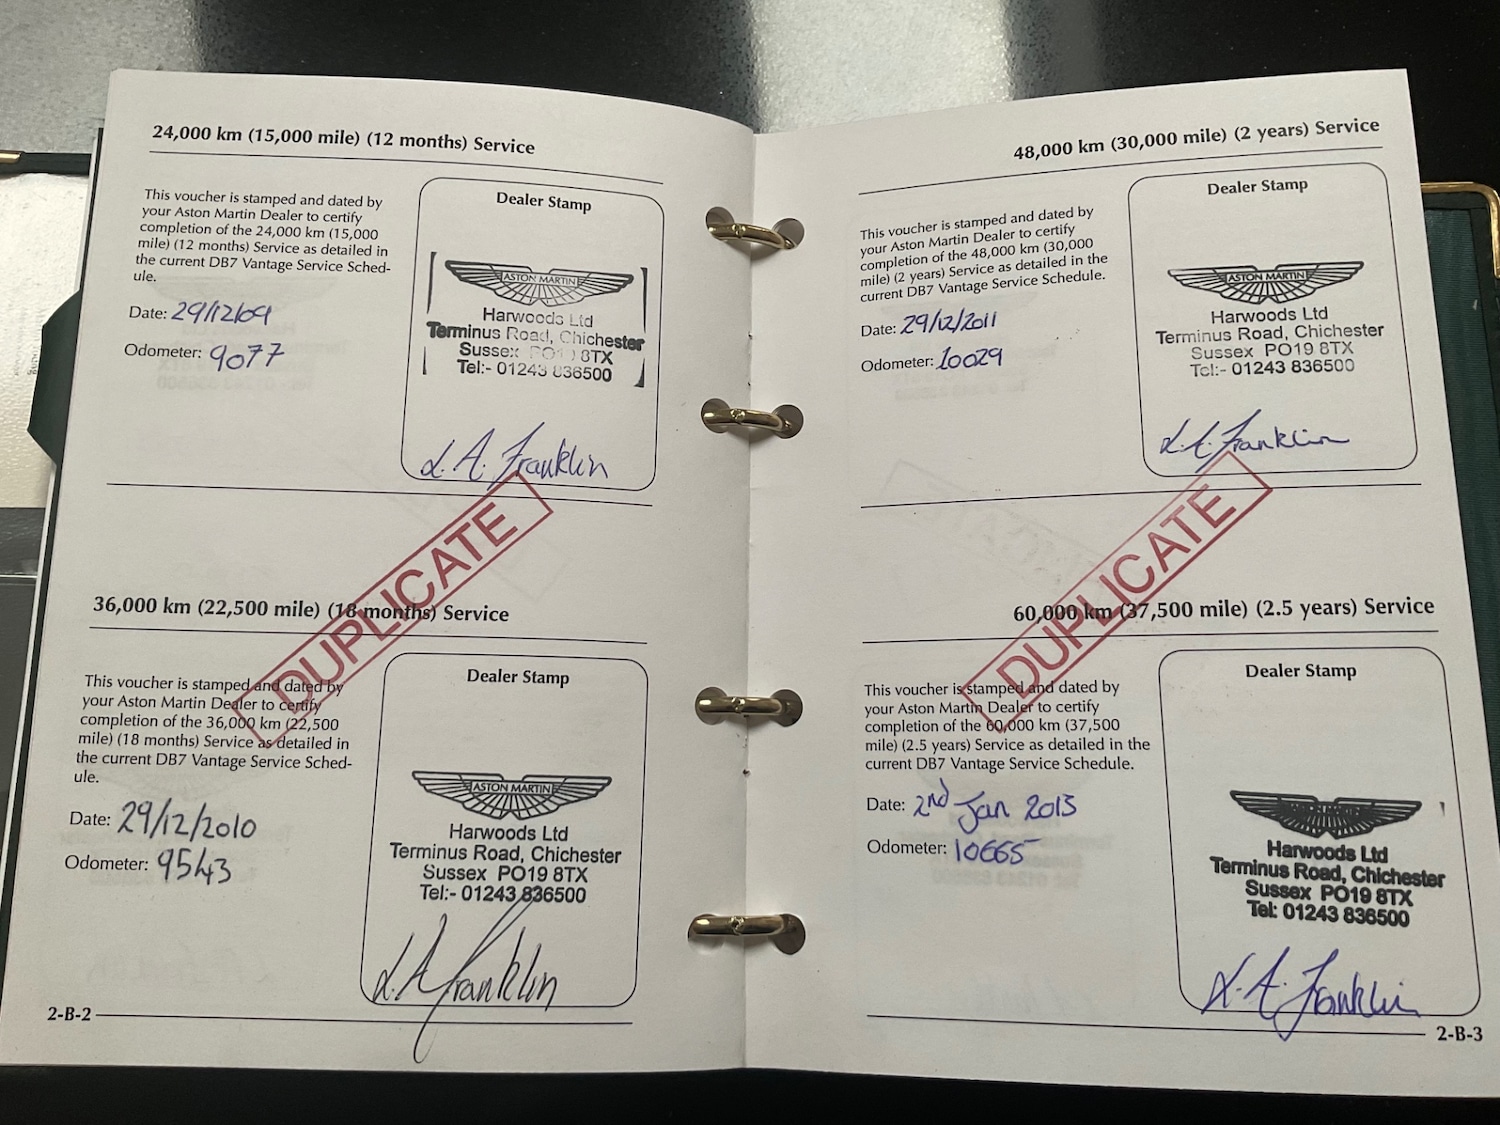 24,000 km (15,000 mile) (12 months) Service
This voucher is stamped and dated by
your Aston Martin Dealer to certify
completion of the 24,000 km (15,000
mile) (12 months) Service as detailed in
the current DB7 Vantage Service Sched-
ule.
Date: 29/12/09
Odometer: 9077
Dealer Stamp
ASTON MARTIN
Harwoods Ltd
Terminus Road, Chichester
Sussex PO19 8TX
Tel:- 01243 836500
L. A. Franklin
DUPLICATE
36,000 km (22,500 mile) (18 months) Service
This voucher is stamped and dated by
your Aston Martin Dealer to certify
completion of the 36,000 km (22,500
mile) (18 months) Service as detailed in
the current DB7 Vantage Service Sched-
ule.
Date: 29/12/2010
Odometer: 9543
Dealer Stamp
ASTON MARTIN
Harwoods Ltd
Terminus Road, Chichester
Sussex PO19 8TX
Tel:- 01243 836500
L. A. Franklin
2-B-2
48,000 km (30,000 mile) (2 years) Service
This voucher is stamped and dated by
your Aston Martin Dealer to certify
completion of the 48,000 km (30,000
mile) (2 years) Service as detailed in the
current DB7 Vantage Service Schedule.
Date: 29/12/2011
Odometer: 10029
Dealer Stamp
ASTON MARTIN
Harwoods Ltd
Terminus Road, Chichester
Sussex PO19 8TX
Tel:- 01243 836500
L. A. Franklin
DUPLICATE
60,000 km (37,500 mile) (2.5 years) Service
This voucher is stamped and dated by
your Aston Martin Dealer to certify
completion of the 60,000 km (37,500
mile) (2.5 years) Service as detailed in the
current DB7 Vantage Service Schedule.
Date: 2nd Jan 2013
Odometer: 10665
Dealer Stamp
ASTON MARTIN
Harwoods Ltd
Terminus Road, Chichester
Sussex PO19 8TX
Tel: 01243 836500
L. A. Franklin
2-B-3